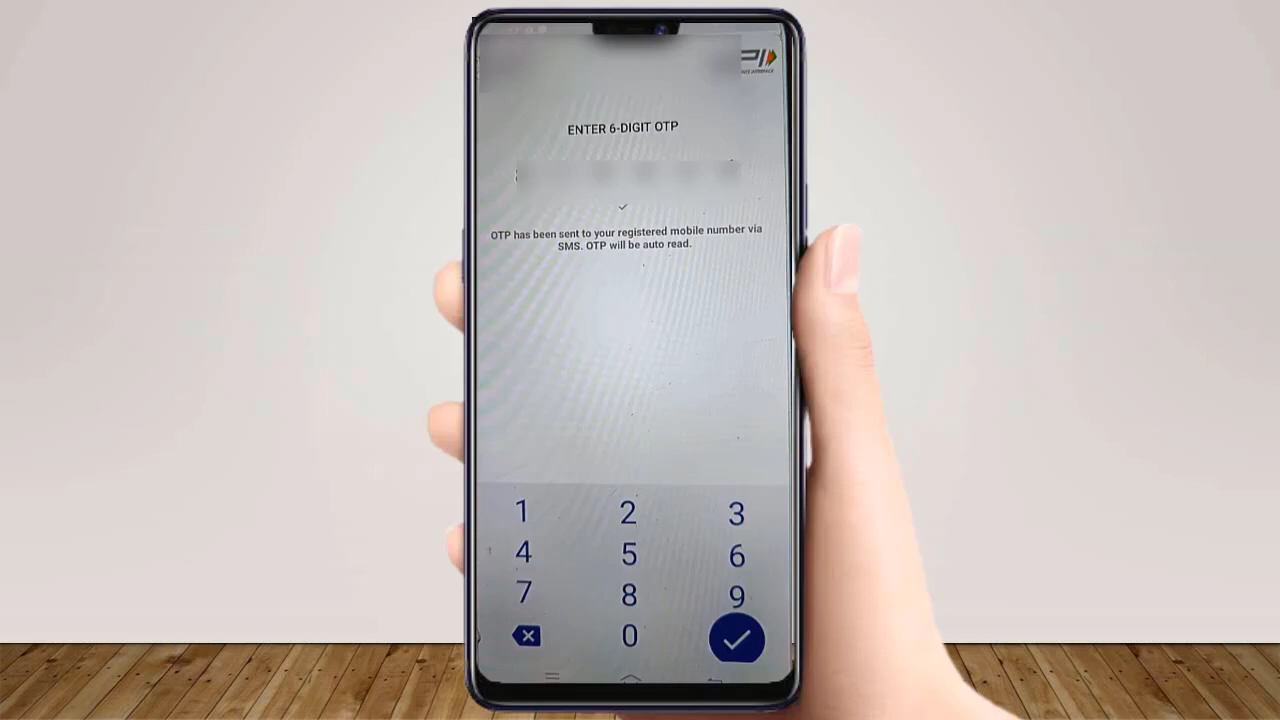 ENTER 6-DIGIT OTP
OTP has been sent to your registered mobile number via
SMS. OTP will be auto read.
1 2 3
4 5 6
7 8 9
0